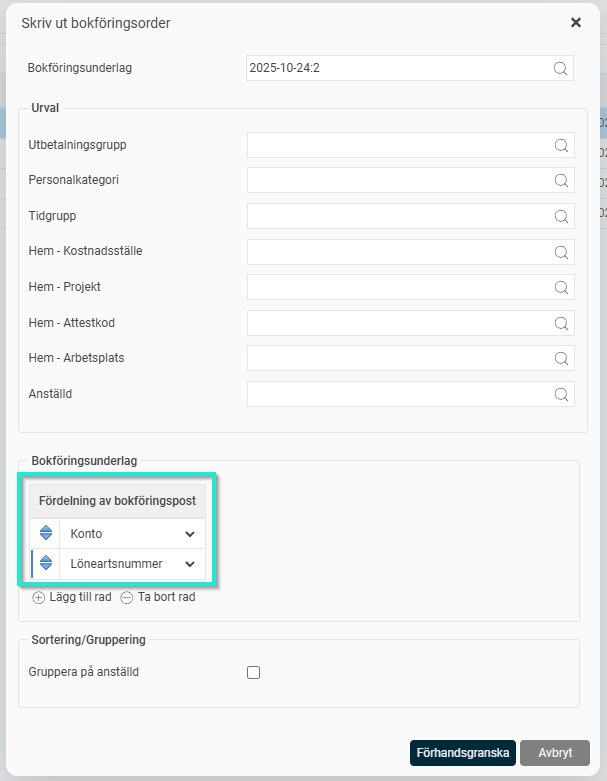 Skriv ut bokföringsorder
Bokföringsunderlag 2025-10-24:2
Urval
Utbetalningsgrupp
Personalkategori
Tidgrupp
Hem - Kostnadsställe
Hem - Projekt
Hem - Attestkod
Hem - Arbetsplats
Anställd
Bokföringsunderlag
Fördelning av bokföringspost
Konto
Löneartsnummer
Lägg till rad Ta bort rad
Sortering/Gruppering
Gruppera på anställd
Förhandsgranska Avbryt